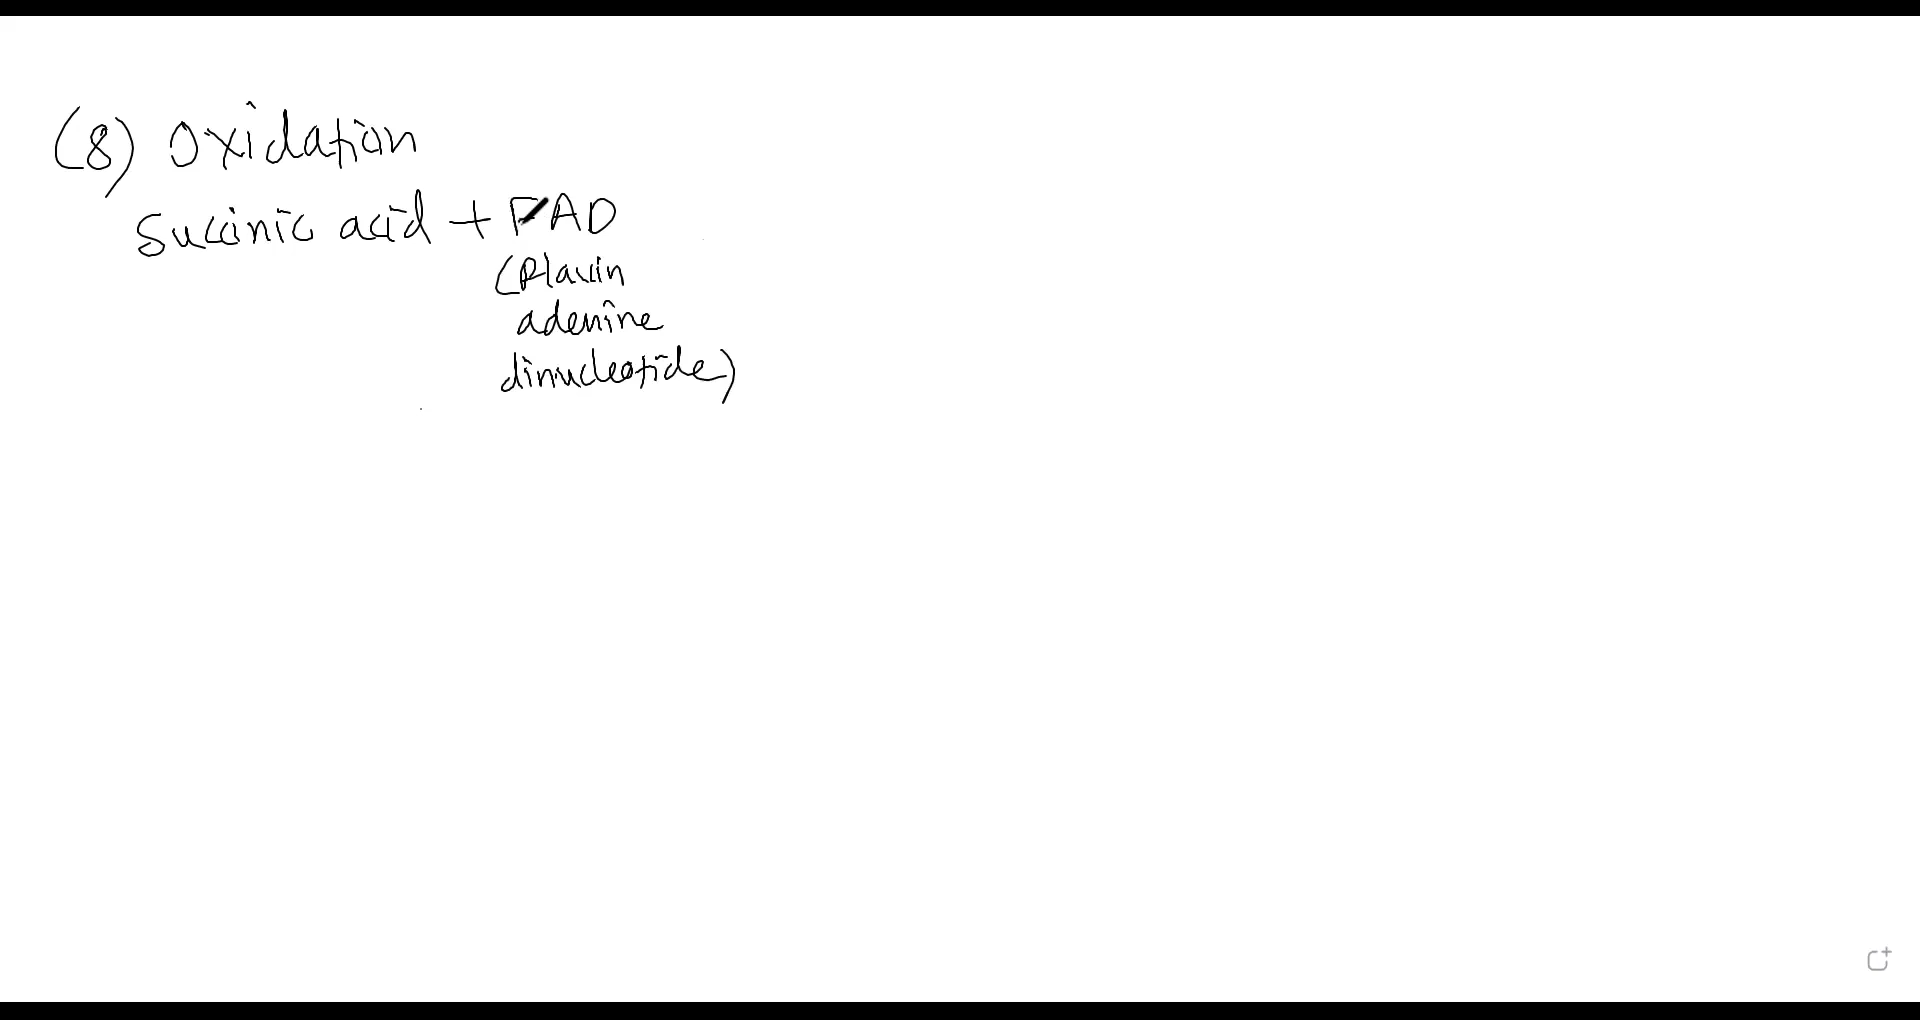 (8) Oxidation
Succinic acid + FAD
(Flavin
adenine
dinucleotide)